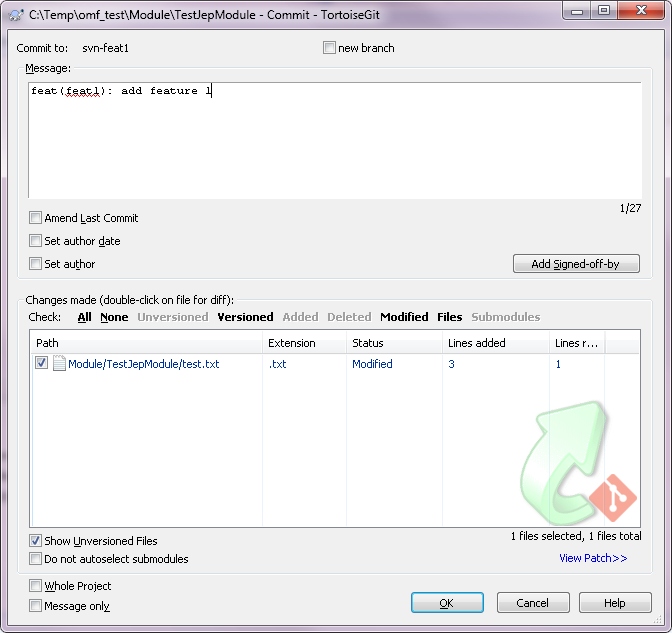 C:\Temp\omf_test\Module\TestJepModule - Commit - TortoiseGit
Commit to: svn-feat1 new branch
Message:
feat(feat1): add feature 1
1/27
Amend Last Commit
Set author date
Set author
Add Signed-off-by
Changes made (double-click on file for diff):
Check: All None Unversioned Versioned Added Deleted Modified Files Submodules
Path Extension Status Lines added Lines r...
Module/TestJepModule/test.txt .txt Modified 3 1
Show Unversioned Files
1 files selected, 1 files total
Do not autoselect submodules
View Patch>>
Whole Project
Message only
OK Cancel Help